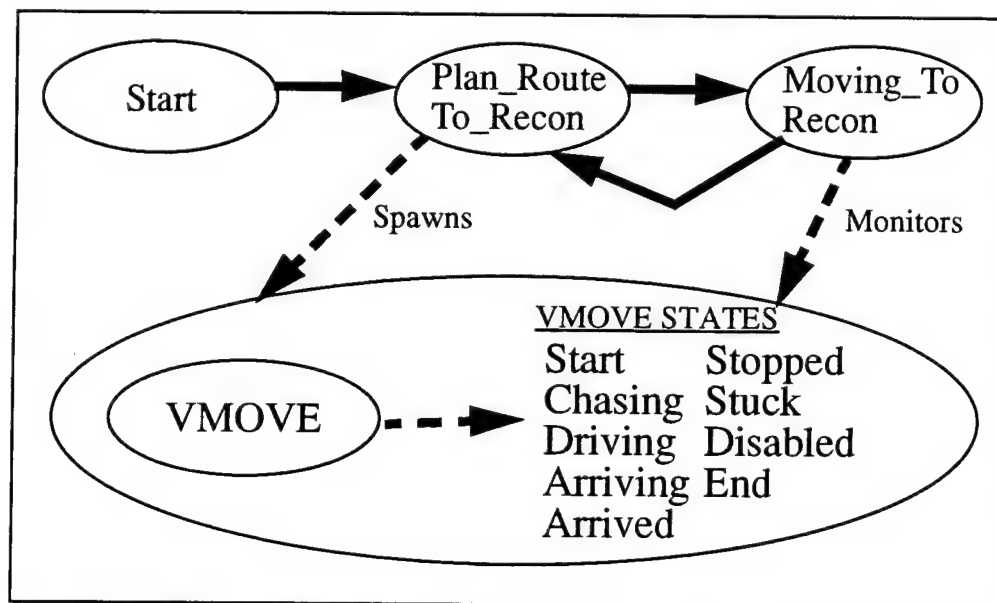 Start
Plan_Route
To_Recon
Moving_To
Recon
Spawns
Monitors
VMOVE
VMOVE STATES
Start Stopped
Chasing Stuck
Driving Disabled
Arriving End
Arrived